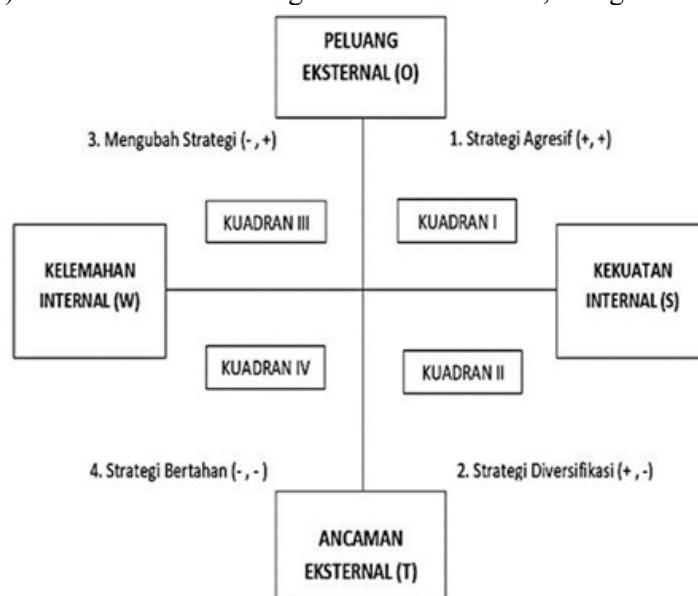 PELUANG
EKSTERNAL (O)
3. Mengubah Strategi (- , +)
1. Strategi Agresif (+, +)
KUADRAN III
KUADRAN I
KELEMAHAN
INTERNAL (W)
KEKUATAN
INTERNAL (S)
KUADRAN IV
KUADRAN II
4. Strategi Bertahan (- , - )
2. Strategi Diversifikasi (+ , -)
ANCAMAN
EKSTERNAL (T)